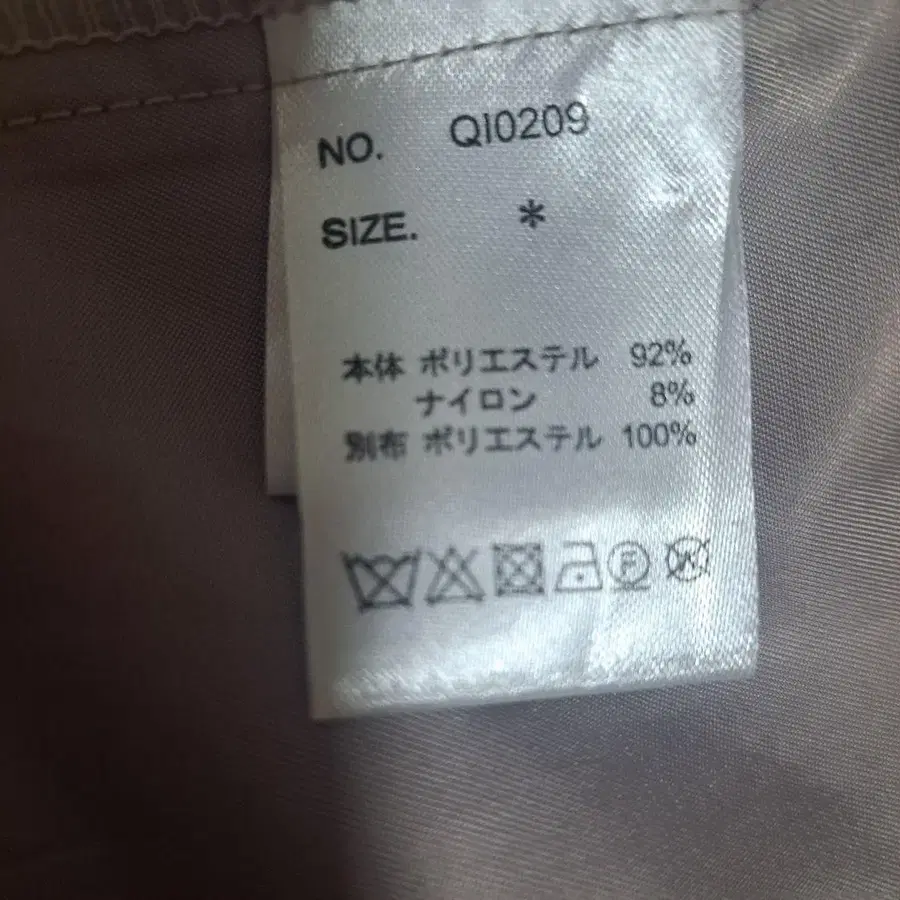 NO. QI0209
SIZE. *
本体 ポリエステル 92%
ナイロン 8%
別布 ポリエステル 100%
F
W